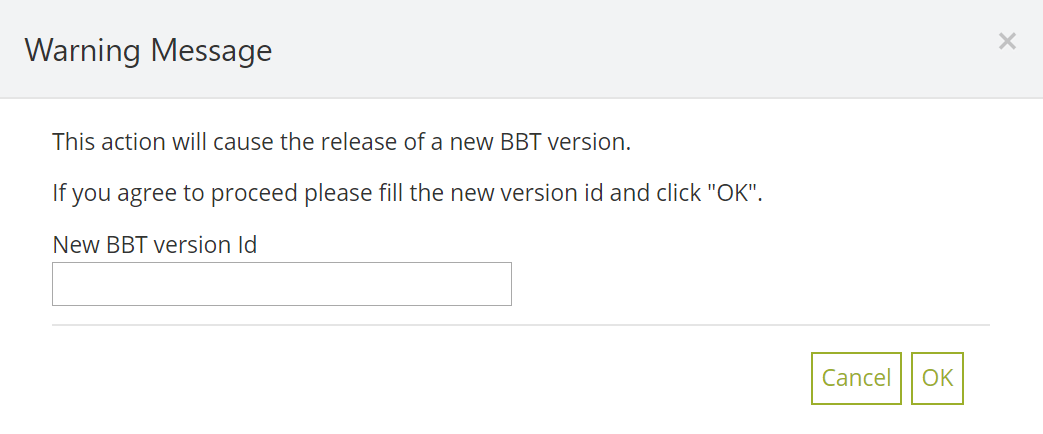 Warning Message
This action will cause the release of a new BBT version.
If you agree to proceed please fill the new version id and click "OK".
New BBT version Id
Cancel OK